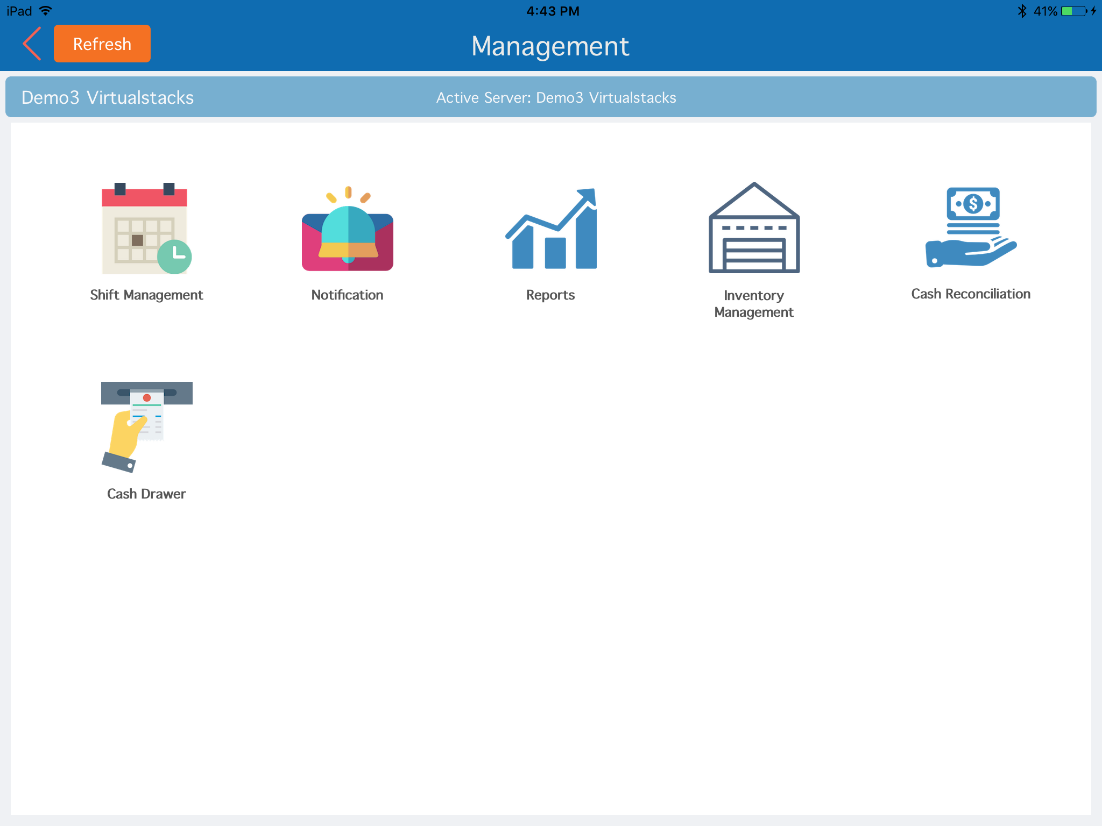 iPad
4:43 PM
41%
Refresh
Management
Demo3 Virtualstacks
Active Server: Demo3 Virtualstacks
Shift Management
Notification
Reports
Inventory
Management
$
Cash Reconciliation
Cash Drawer